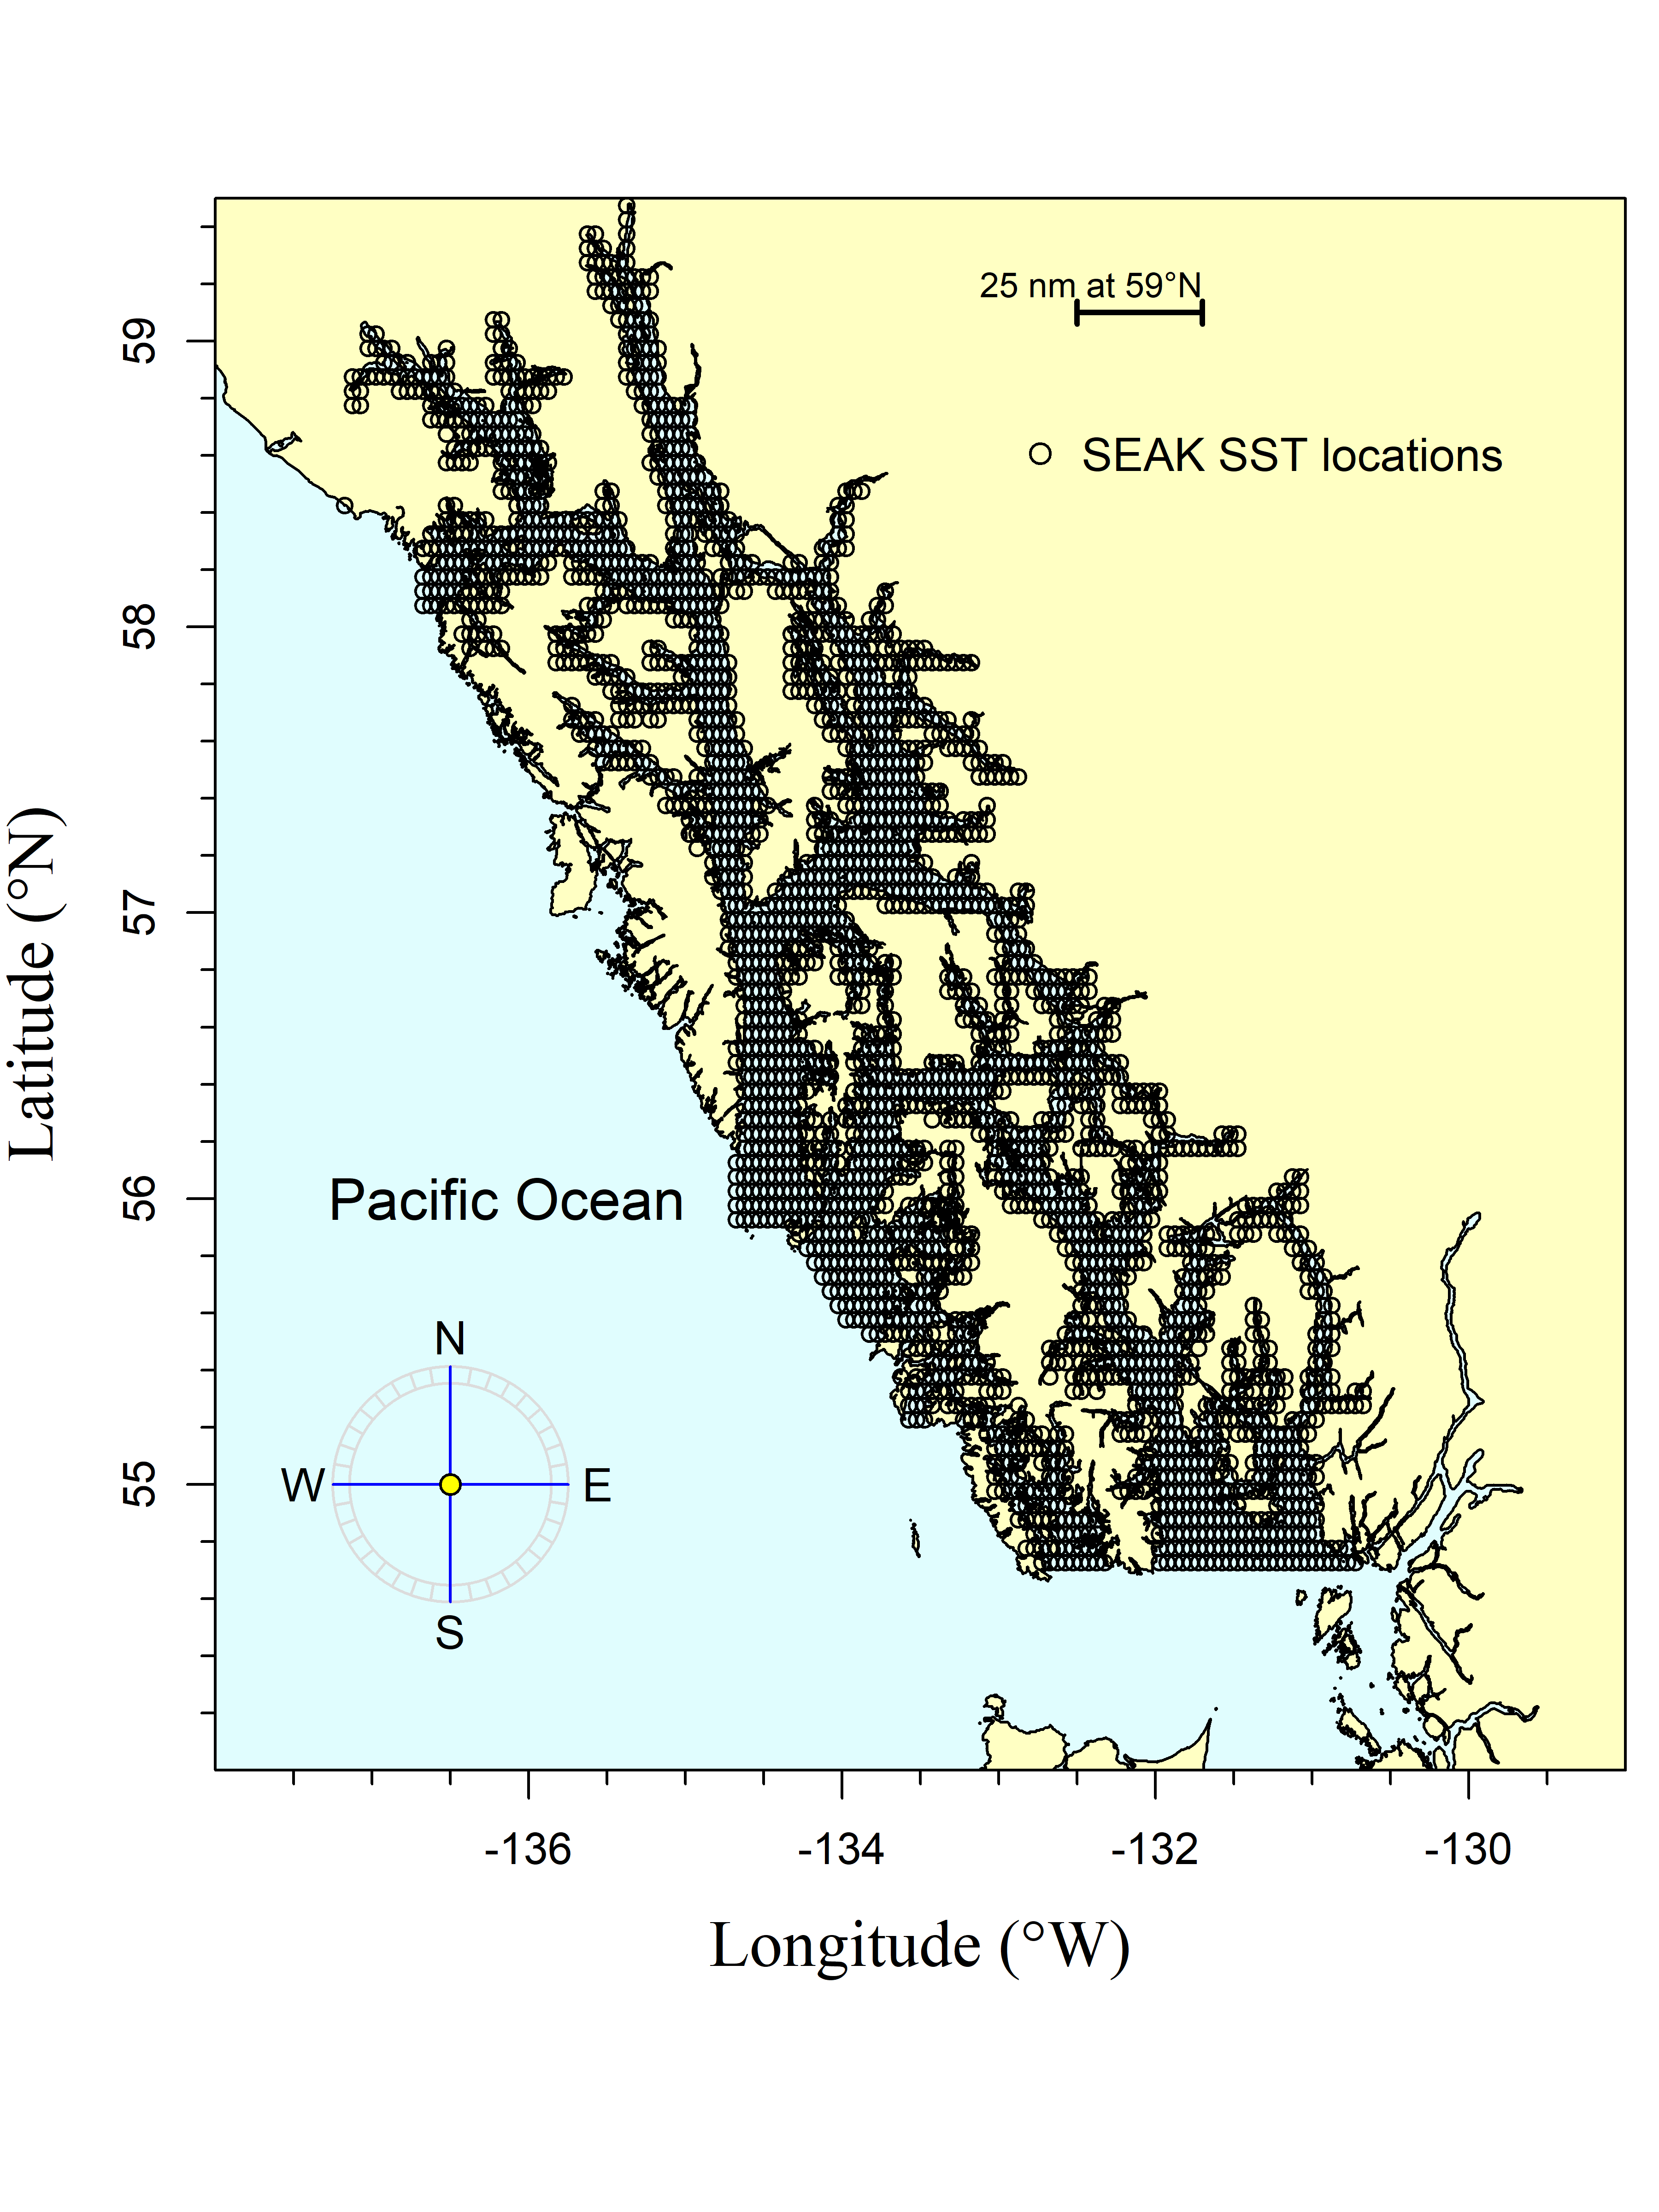 25 nm at 59°N
SEAK SST locations
59
58
57
56
55
Latitude (°N)
Pacific Ocean
N
W
E
S
-136
-134
-132
-130
Longitude (°W)